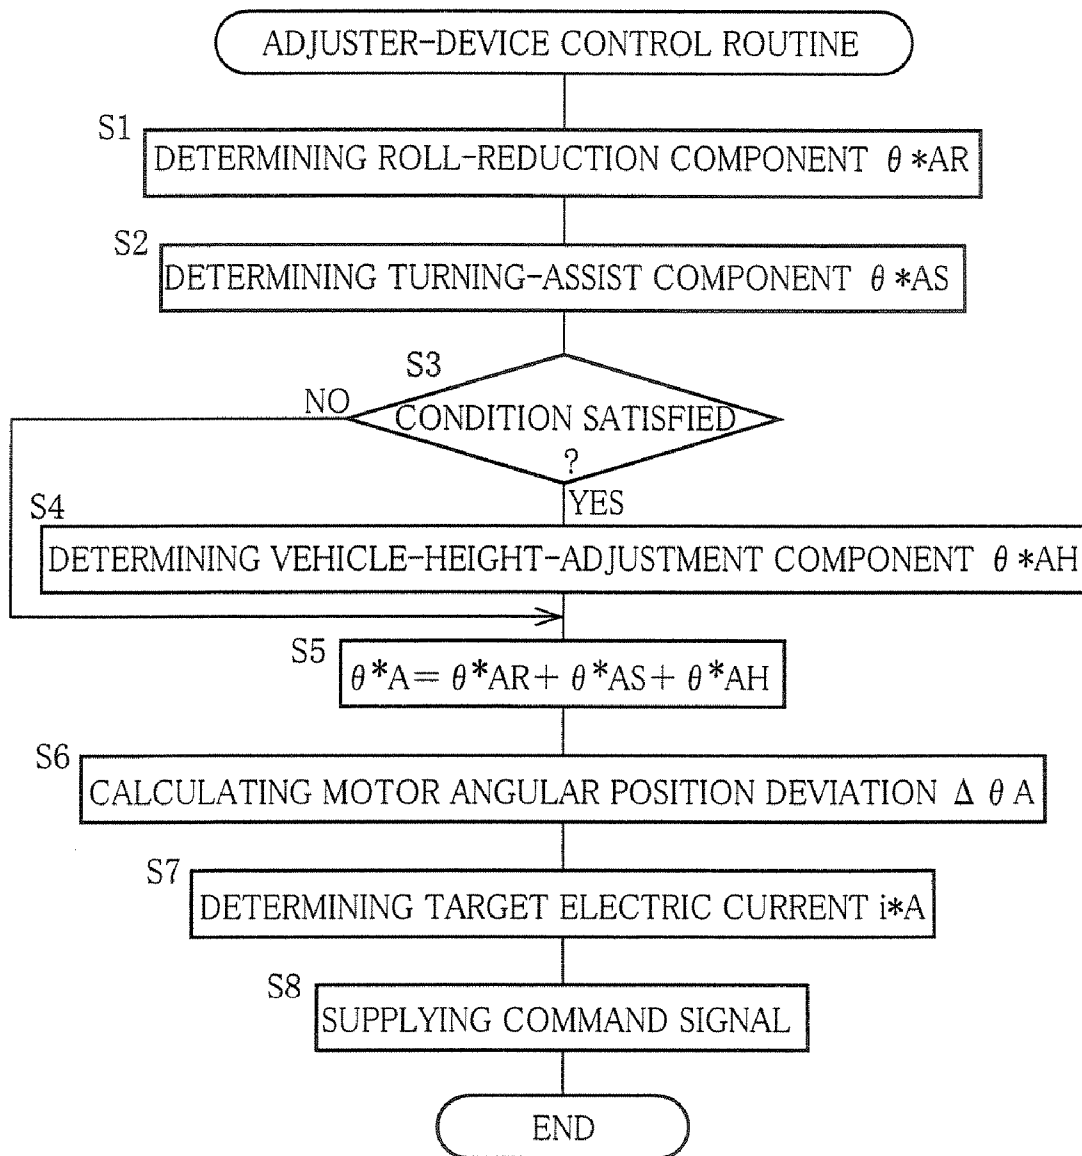 ADJUSTER-DEVICE CONTROL ROUTINE
S1
DETERMINING ROLL-REDUCTION COMPONENT θ*AR
S2
DETERMINING TURNING-ASSIST COMPONENT θ*AS
S3
NO
CONDITION SATISFIED
?
YES
S4
DETERMINING VEHICLE-HEIGHT-ADJUSTMENT COMPONENT θ*AH
S5
θ*A=θ*AR+θ*AS+θ*AH
S6
CALCULATING MOTOR ANGULAR POSITION DEVIATION Δ θ A
S7
DETERMINING TARGET ELECTRIC CURRENT i*A
S8
SUPPLYING COMMAND SIGNAL
END